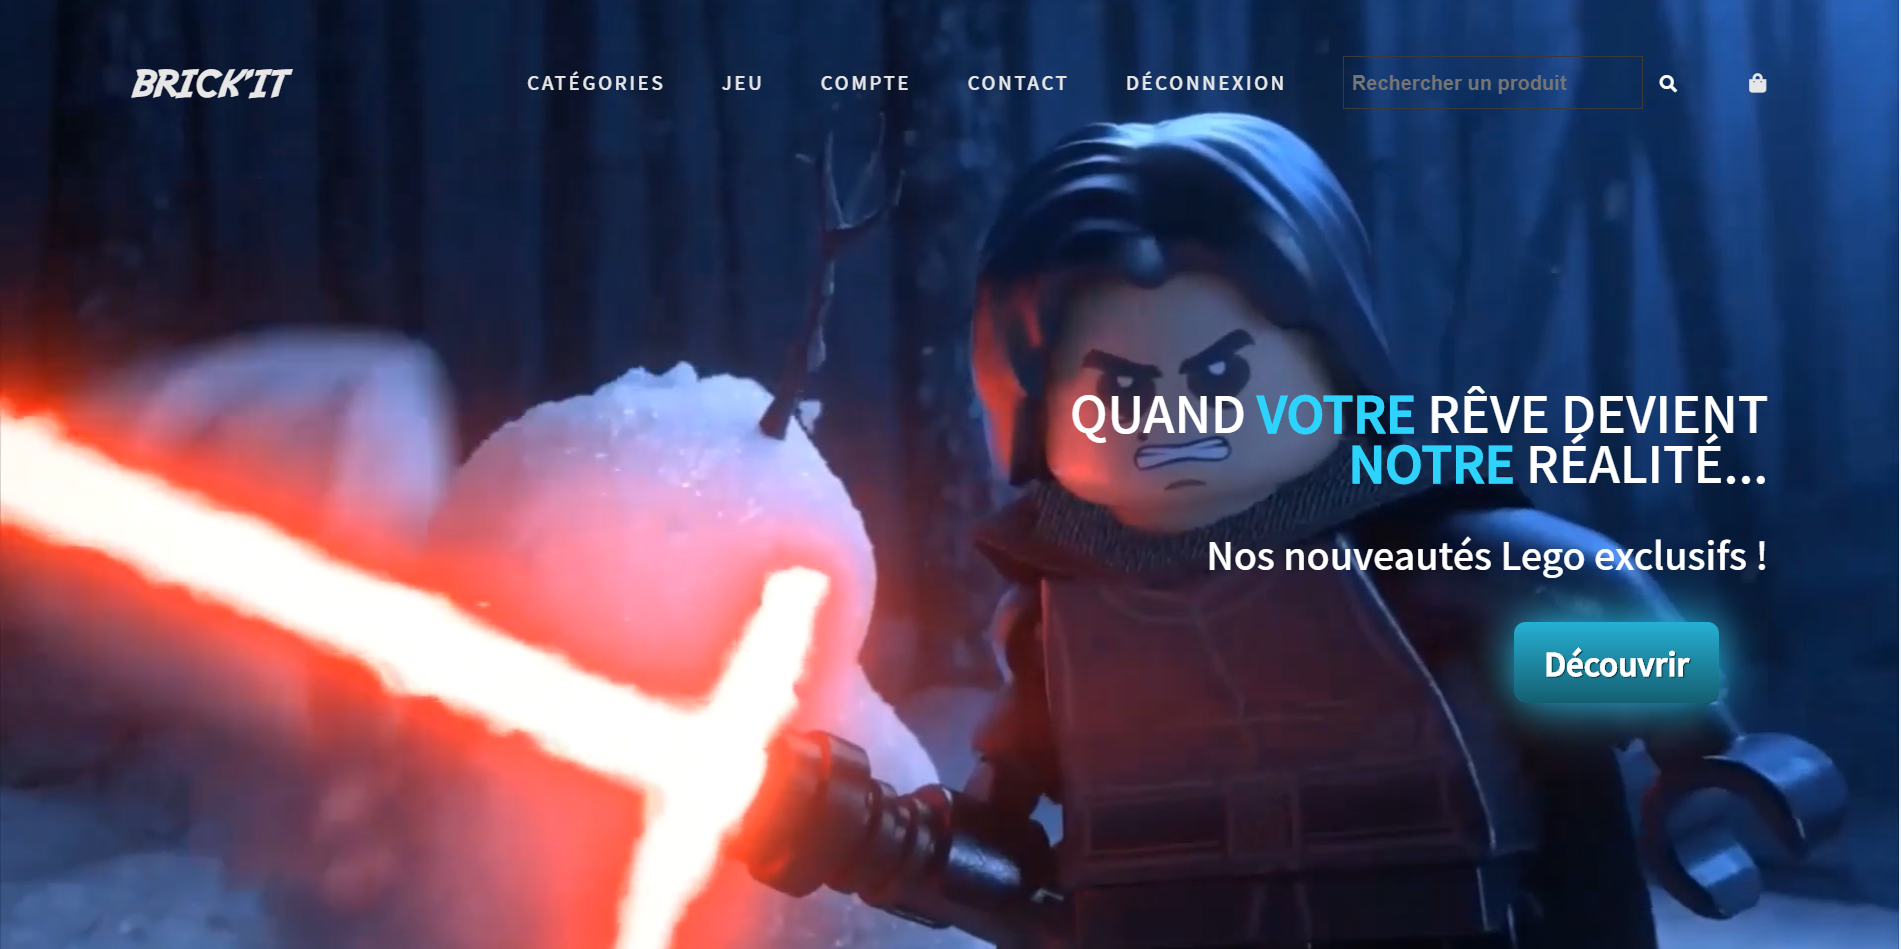 BRICK'IT
CATÉGORIES
JEU
COMPTE
CONTACT
DÉCONNEXION
Rechercher un produit
QUAND VOTRE RÊVE DEVIENT
NOTRE RÉALITÉ...
Nos nouveautés Lego exclusifs !
Découvrir